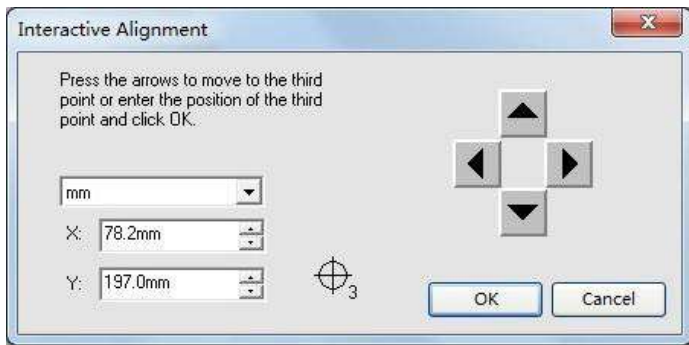 Interactive Alignment
Press the arrows to move to the third
point or enter the position of the third
point and click OK.
mm
X: 78.2mm
Y: 197.0mm
3
OK Cancel